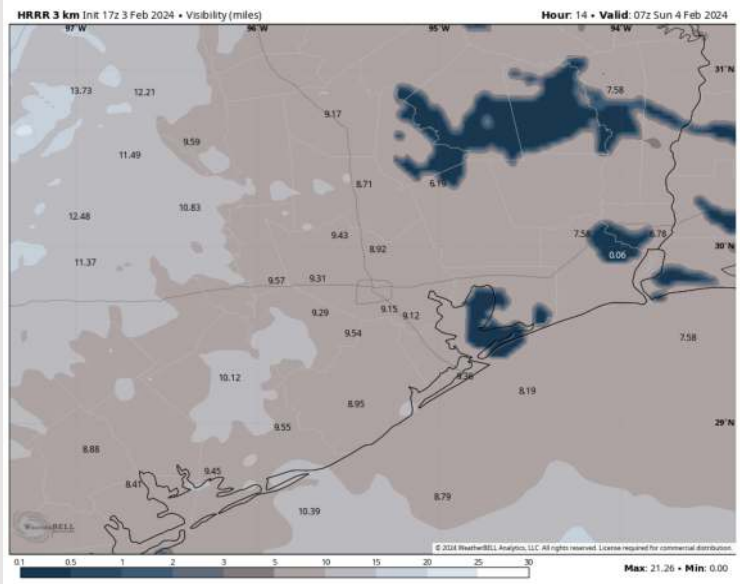 HRRR 3 km Init 17z 3 Feb 2024 • Visibility (miles)
Hour: 14 • Valid: 07z Sun 4 Feb 2024
97°W 96°W 95°W 94°W
31°N
13.73 12.21 7.58
9.17
9.59
11.49
8.71 6.19
10.83
12.48
9.43 7.58 6.78
8.92 30°N
0.06
11.37
9.57 9.31
9.29 9.15 9.12
9.54 7.58
10.12 9.36
8.19
8.95
9.55 29°N
8.88
9.45
8.41
8.79
10.39
WeatherBELL
© 2024 WeatherBELL Analytics, LLC. All rights reserved. License required for commercial distribution.
0.1 0.5 1 2 3 5 10 15 20 25 30
Max: 21.26 • Min: 0.00